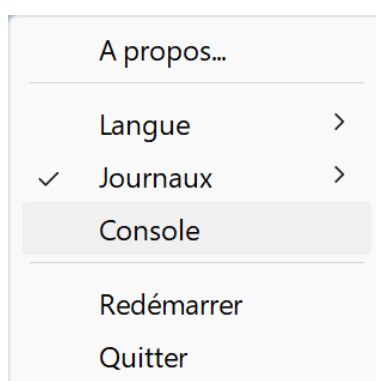 A propos...
Langue
Journaux
Console
Redémarrer
Quitter